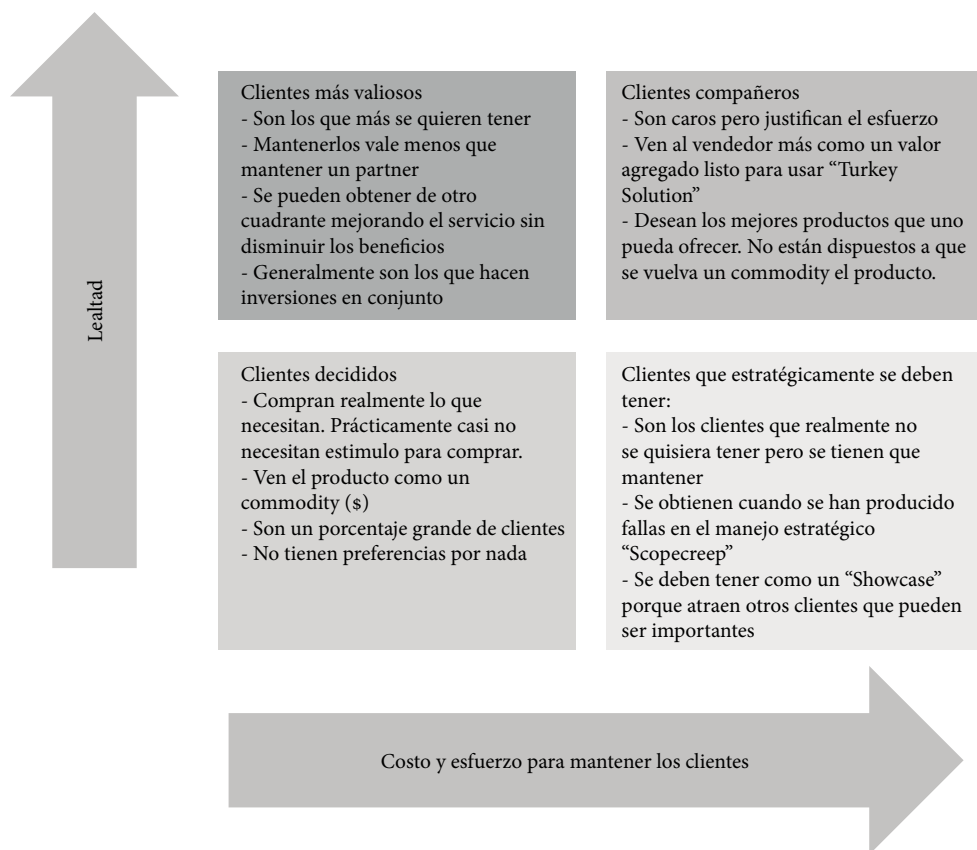 Clientes más valiosos
- Son los que más se quieren tener
- Mantenerlos vale menos que
mantener un partner
- Se pueden obtener de otro
cuadrante mejorando el servicio sin
disminuir los beneficios
- Generalmente son los que hacen
inversiones en conjunto
Clientes compañeros
- Son caros pero justifican el esfuerzo
- Ven al vendedor más como un valor
agregado listo para usar “Turkey
Solution”
- Desean los mejores productos que uno
pueda ofrecer. No están dispuestos a que
se vuelva un commodity el producto.
Lealtad
Clientes decididos
- Compran realmente lo que
necesitan. Prácticamente casi no
necesitan estimulo para comprar.
- Ven el producto como un
commodity ($)
- Son un porcentaje grande de clientes
- No tienen preferencias por nada
Clientes que estratégicamente se deben
tener:
- Son los clientes que realmente no
se quisiera tener pero se tienen que
mantener
- Se obtienen cuando se han producido
fallas en el manejo estratégico
“Scopecreep”
- Se deben tener como un “Showcase”
porque atraen otros clientes que pueden
ser importantes
Costo y esfuerzo para mantener los clientes